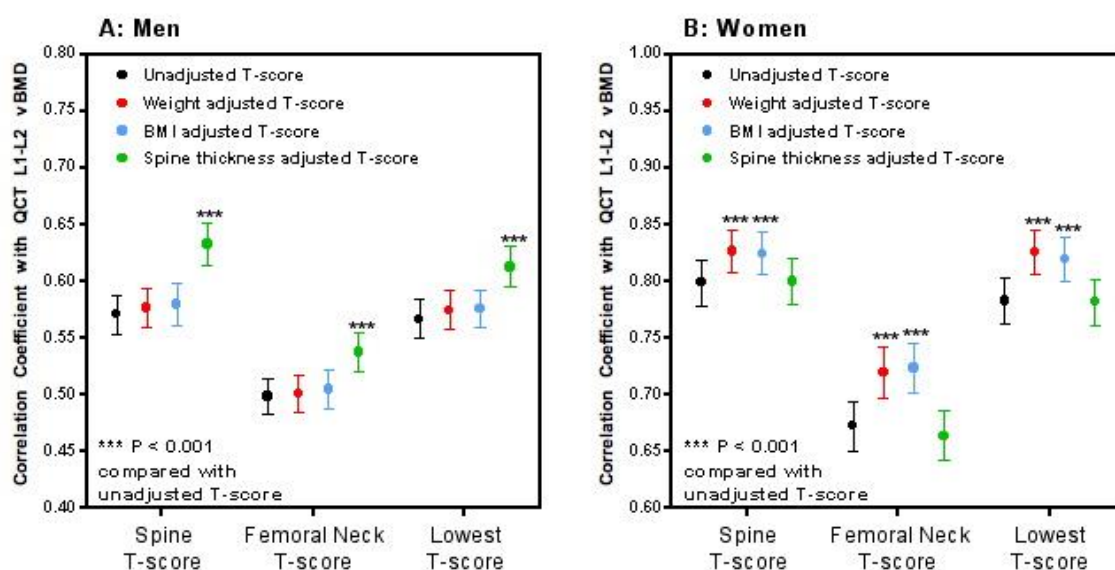 A: Men
Correlation Coefficient with QCT L1-L2 vBMD
0.80
0.75
0.70
0.65
0.60
0.55
0.50
0.45
0.40
Unadjusted T-score
Weight adjusted T-score
BMI adjusted T-score
Spine thickness adjusted T-score
***
***
***
*** P < 0.001
compared with
unadjusted T-score
Spine
T-score
Femoral Neck
T-score
Lowest
T-score
B: Women
Correlation Coefficient with QCT L1-L2 vBMD
1.00
0.95
0.90
0.85
0.80
0.75
0.70
0.65
0.60
Unadjusted T-score
Weight adjusted T-score
BMI adjusted T-score
Spine thickness adjusted T-score
*** ***
*** ***
*** ***
*** P < 0.001
compared with
unadjusted T-score
Spine
T-score
Femoral Neck
T-score
Lowest
T-score